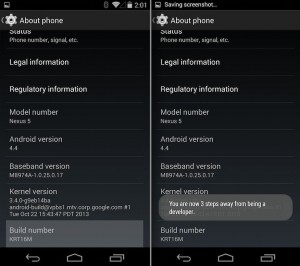 2:01
About phone
Status
Phone number, signal, etc.
Legal information
Regulatory information
Model number
Nexus 5
Android version
4.4
Baseband version
M8974A-1.0.25.0.17
Kernel version
3.4.0-g9eb14ba
android-build@vpbs1.mtv.corp.google.com #1
Tue Oct 22 15:43:47 PDT 2013
Build number
KRT16M
Saving screenshot...
About phone
Status
Phone number, signal, etc.
Legal information
Regulatory information
Model number
Nexus 5
Android version
4.4
Baseband version
M8974A-1.0.25.0.17
Kernel version
You are now 3 steps away from being a
developer.
Build number
KRT16M